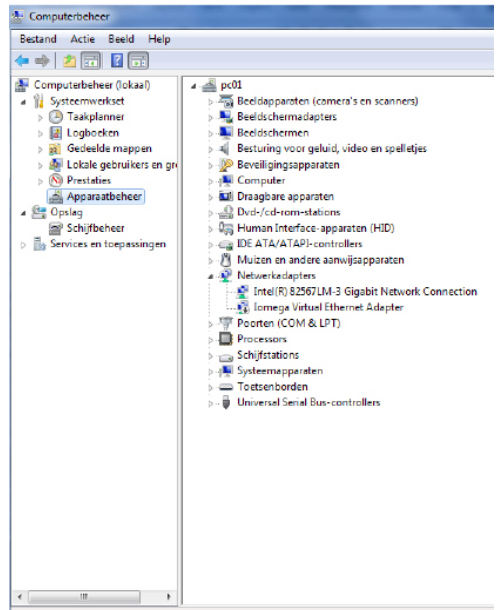 Computerbeheer
Bestand Actie Beeld Help
Computerbeheer (lokaal)
Systeemwerkset
Taakplanner
Logboeken
Gedeelde mappen
Lokale gebruikers en gr
Prestaties
Apparaatbeheer
Opslag
Schijfbeheer
Services en toepassingen
pc01
Beeldapparaten (camera's en scanners)
Beeldschermadapters
Beeldschermen
Besturing voor geluid, video en spelletjes
Beveiligingsapparaten
Computer
Draagbare apparaten
Dvd-/cd-rom-stations
Human Interface-apparaten (HID)
IDE ATA/ATAPI-controllers
Muizen en andere aanwijsapparaten
Netwerkadapters
Intel(R) 82567LM-3 Gigabit Network Connection
Iomega Virtual Ethernet Adapter
Poorten (COM & LPT)
Processors
Schijfstations
Systeemapparaten
Toetsenborden
Universal Serial Bus-controllers